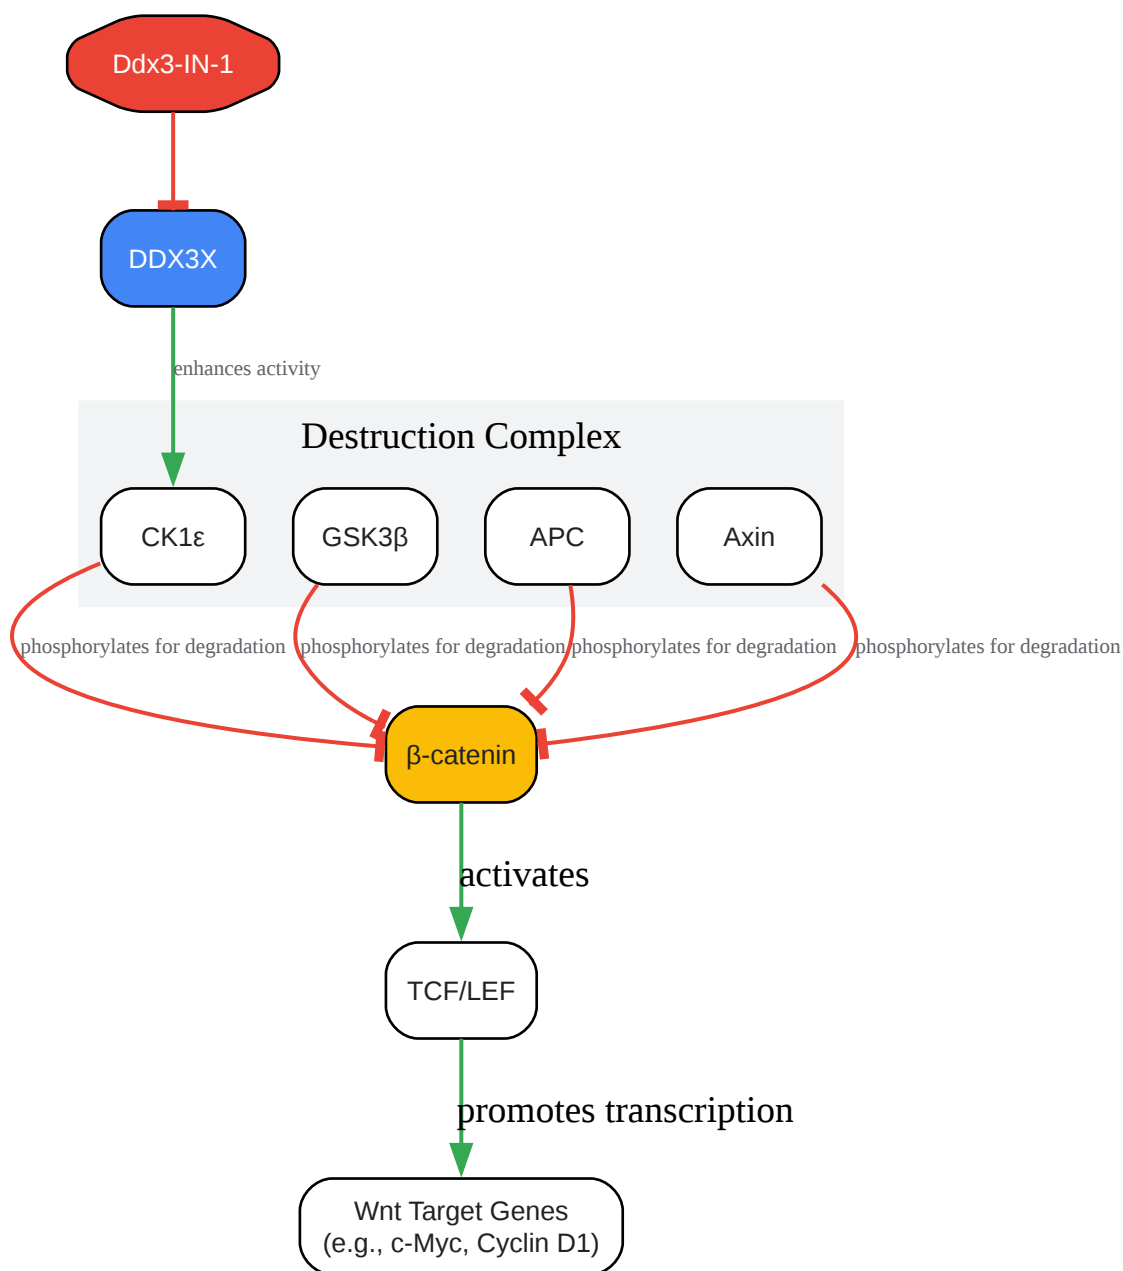 Ddx3-IN-1
DDX3X
enhances activity
Destruction Complex
CK1ε
GSK3β
APC
Axin
phosphorylates for degradation
phosphorylates for degradation
phosphorylates for degradation
phosphorylates for degradation
β-catenin
activates
TCF/LEF
promotes transcription
Wnt Target Genes
(e.g., c-Myc, Cyclin D1)